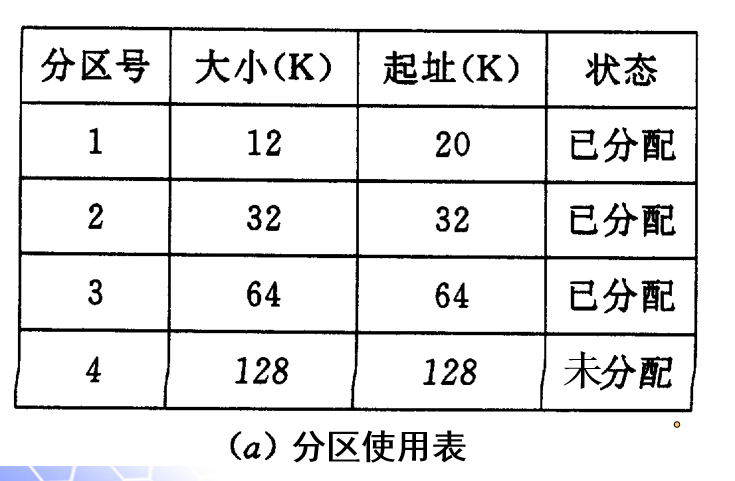 分区号 大小(K) 起址(K) 状态
1 12 20 已分配
2 32 32 已分配
3 64 64 已分配
4 128 128 未分配
(a) 分区使用表